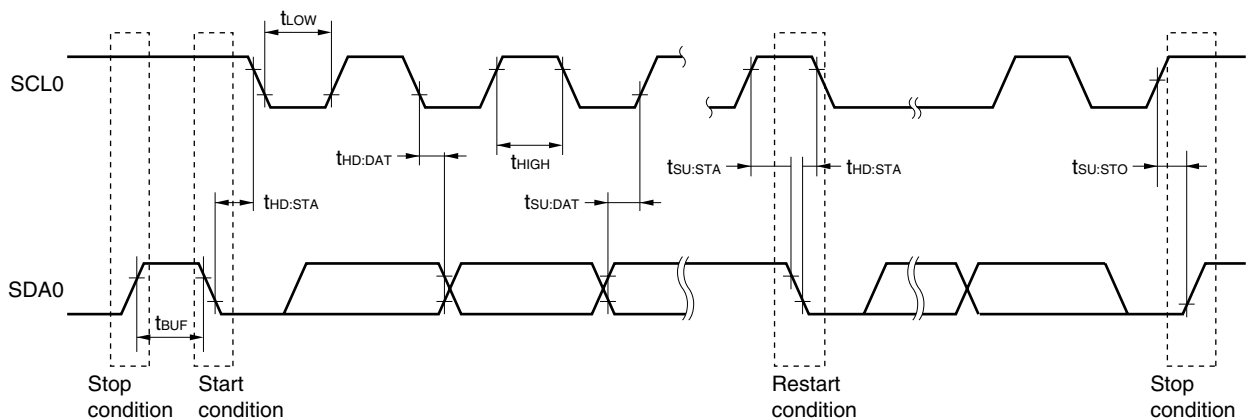 tLOW
SCL0
tHD:DAT
tHIGH
tSU:STA
tHD:STA
tSU:STO
tHD:STA
tSU:DAT
SDA0
tBUF
Stop
condition
Start
condition
Restart
condition
Stop
condition